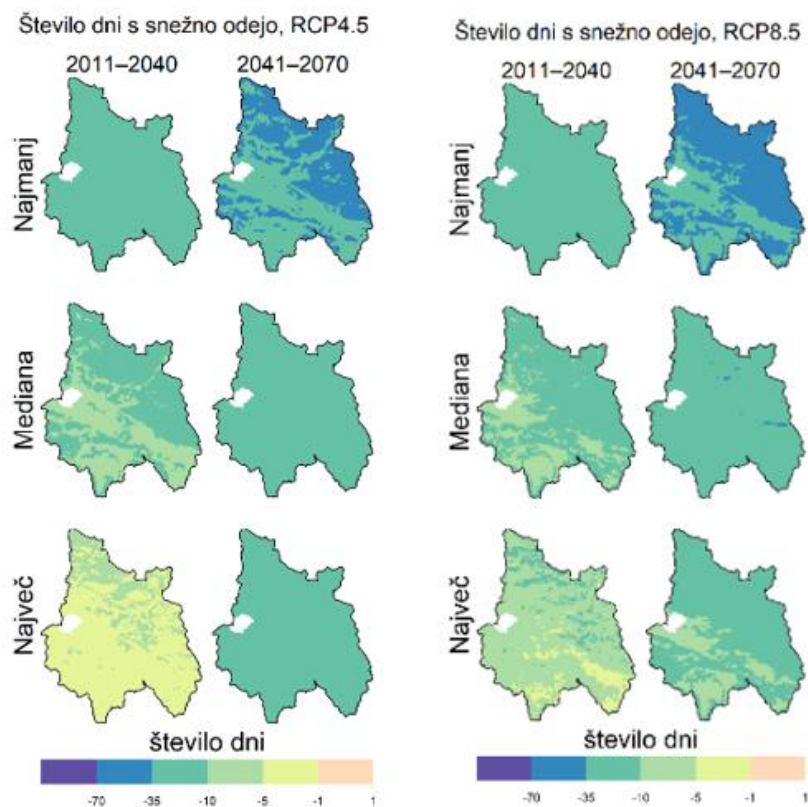 Število dni s snežno odejo, RCP4.5
2011–2040 2041–2070
Najmanj
Mediana
Največ
število dni
-70 -35 -10 -5 -1 1
Število dni s snežno odejo, RCP8.5
2011–2040 2041–2070
Najmanj
Mediana
Največ
število dni
-70 -35 -10 -5 -1 1